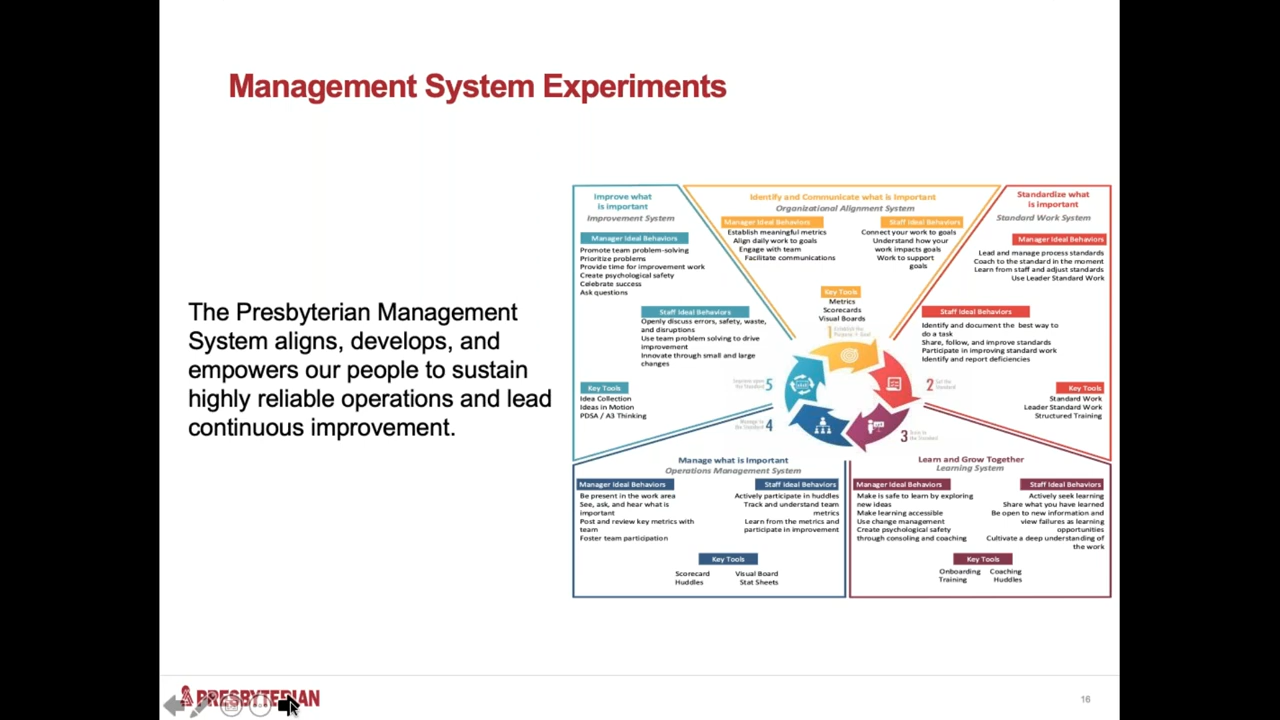 Management System Experiments
The Presbyterian Management
System aligns, develops, and
empowers our people to sustain
highly reliable operations and lead
continuous improvement.
Improve what
is important
Improvement System
Manager Ideal Behaviors
Promote team problem-solving
Prioritize problems
Provide time for improvement work
Create psychological safety
Celebrate success
Ask questions
Staff Ideal Behaviors
Openly discuss errors, safety, waste,
and disruptions
Use team problem solving to drive
improvement
Innovate through small and large
changes
Key Tools
Idea Collection
Ideas in Motion
PDSA / A3 Thinking
Identify and Communicate what is Important
Organizational Alignment System
Manager Ideal Behaviors
Establish meaningful metrics
Align daily work to goals
Engage with team
Facilitate communications
Staff Ideal Behaviors
Connect your work to goals
Understand how your
work impacts goals
Work to support
goals
Key Tools
Metrics
Scorecards
Visual Boards
Standardize what
is important
Standard Work System
Manager Ideal Behaviors
Lead and manage process standards
Coach to the standard in the moment
Learn from staff and adjust standards
Use Leader Standard Work
Staff Ideal Behaviors
Identify and document the best way to
do a task
Share, follow, and improve standards
Participate in improving standard work
Identify and report deficiencies
Key Tools
Standard Work
Leader Standard Work
Structured Training
1
2
3
4
5
Manage what is Important
Operations Management System
Manager Ideal Behaviors
Be present in the work area
See, ask, and hear what is
important
Post and review key metrics with
team
Foster team participation
Staff Ideal Behaviors
Actively participate in huddles
Track and understand team
metrics
Learn from the metrics and
participate in improvement
Key Tools
Scorecard Visual Board
Huddles Stat Sheets
Learn and Grow Together
Learning System
Manager Ideal Behaviors
Make is safe to learn by exploring
new ideas
Make learning accessible
Use change management
Create psychological safety
through consoling and coaching
Staff Ideal Behaviors
Actively seek learning
Share what you have learned
Be open to new information and
view failures as learning
opportunities
Cultivate a deep understanding of
the work
Key Tools
Onboarding Coaching
Training Huddles
PRESBYTERIAN
16